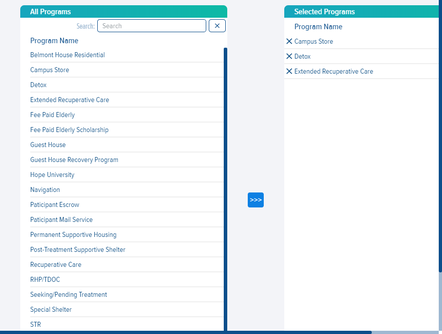 All Programs
Search: Search
Program Name
Belmont House Residential
Campus Store
Detox
Extended Recuperative Care
Fee Paid Elderly
Fee Paid Elderly Scholarship
Guest House
Guest House Recovery Program
Hope University
Navigation
Paticipant Escrow
Paticipant Mail Service
Permanent Supportive Housing
Post-Treatment Supportive Shelter
Recuperative Care
RHP/TDOC
Seeking/Pending Treatment
Special Shelter
STR
>>>
Selected Programs
Program Name
Campus Store
Detox
Extended Recuperative Care